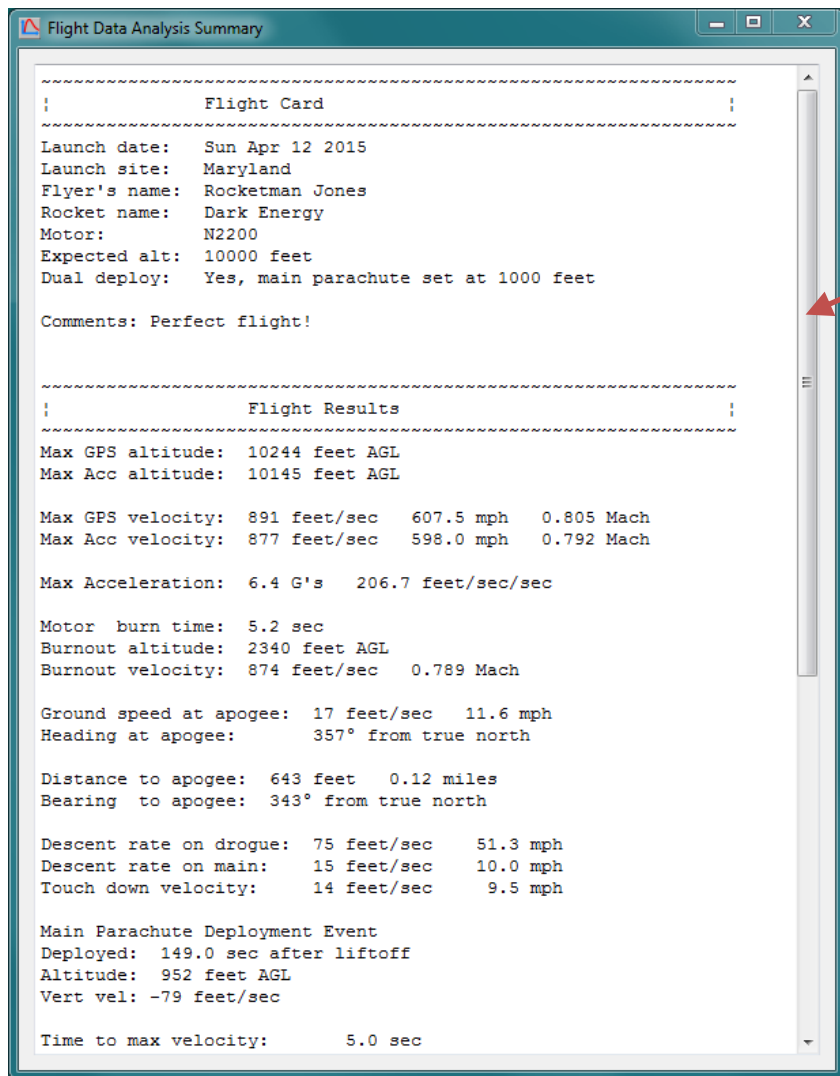 Flight Data Analysis Summary
~~~~~~~~~~~~~~~~~~~~~~~~~~~~~~~~~~~~~~~~~~~~~~~~~~~~~~~~~~~~~~~~
¦              Flight Card                                     ¦
~~~~~~~~~~~~~~~~~~~~~~~~~~~~~~~~~~~~~~~~~~~~~~~~~~~~~~~~~~~~~~~~
Launch date:   Sun Apr 12 2015
Launch site:   Maryland
Flyer's name:  Rocketman Jones
Rocket name:   Dark Energy
Motor:         N2200
Expected alt:  10000 feet
Dual deploy:   Yes, main parachute set at 1000 feet
Comments: Perfect flight!
~~~~~~~~~~~~~~~~~~~~~~~~~~~~~~~~~~~~~~~~~~~~~~~~~~~~~~~~~~~~~~~~
¦                  Flight Results                              ¦
~~~~~~~~~~~~~~~~~~~~~~~~~~~~~~~~~~~~~~~~~~~~~~~~~~~~~~~~~~~~~~~~
Max GPS altitude:  10244 feet AGL
Max Acc altitude:  10145 feet AGL
Max GPS velocity:  891 feet/sec   607.5 mph   0.805 Mach
Max Acc velocity:  877 feet/sec   598.0 mph   0.792 Mach
Max Acceleration:  6.4 G's   206.7 feet/sec/sec
Motor  burn time:  5.2 sec
Burnout altitude:  2340 feet AGL
Burnout velocity:  874 feet/sec   0.789 Mach
Ground speed at apogee:  17 feet/sec   11.6 mph
Heading at apogee:       357° from true north
Distance to apogee:  643 feet   0.12 miles
Bearing  to apogee:  343° from true north
Descent rate on drogue:  75 feet/sec    51.3 mph
Descent rate on main:    15 feet/sec    10.0 mph
Touch down velocity:     14 feet/sec     9.5 mph
Main Parachute Deployment Event
Deployed:  149.0 sec after liftoff
Altitude:  952 feet AGL
Vert vel: -79 feet/sec
Time to max velocity:       5.0 sec